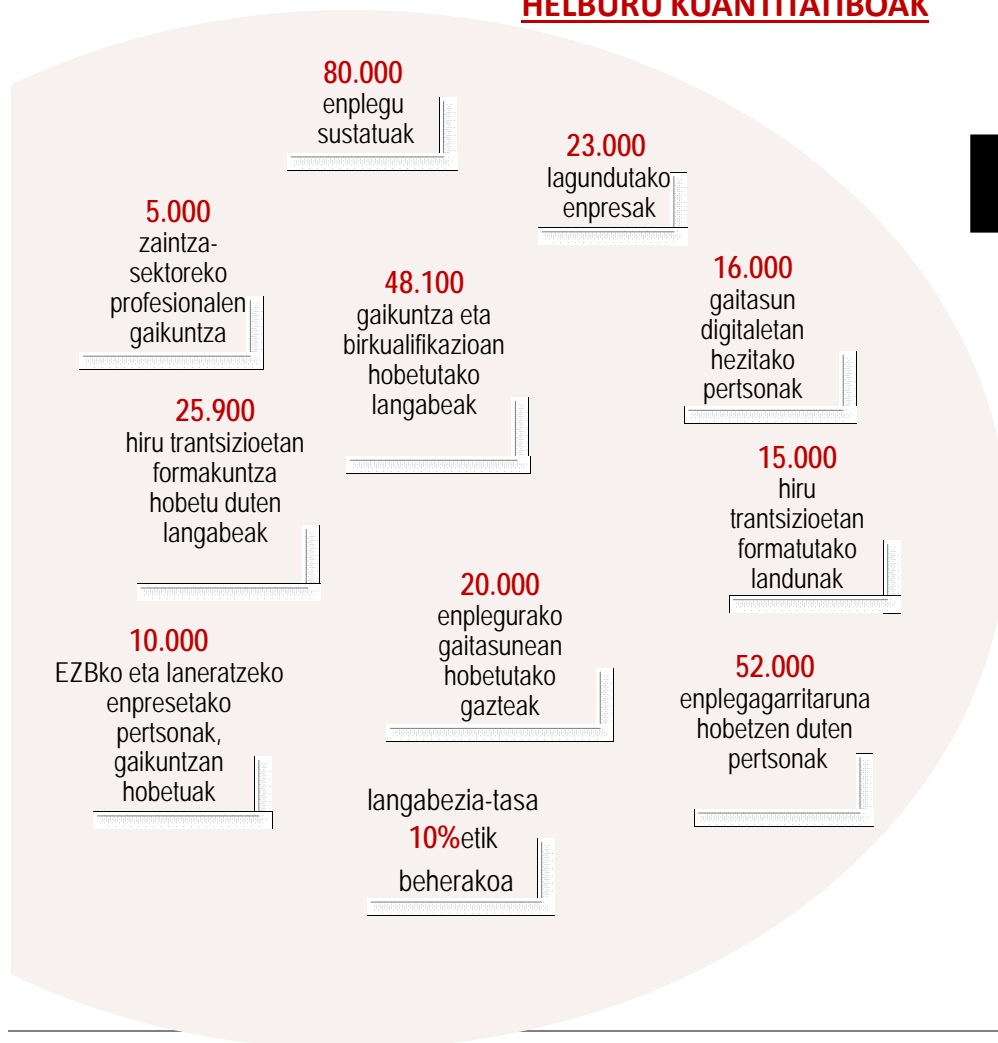 HELBURU KUANTITATIBOAK
80.000
enplegu
sustatuak
23.000
lagundutako
enpresak
5.000
zaintza-
sektoreko
profesionalen
gaikuntza
48.100
gaikuntza eta
birkualifikazioan
hobetutako
langabeak
16.000
gaitasun
digitaletan
hezitako
pertsonak
25.900
hiru trantsizioetan
formakuntza
hobetu duten
langabeak
15.000
hiru
trantsizioetan
formatutako
landunak
20.000
enplegurako
gaitasunean
hobetutako
gazteak
10.000
EZBko eta laneratzeko
enpresetako
pertsonak,
gaikuntzan
hobetuak
52.000
enplegagarritaruna
hobetzen duten
pertsonak
langabezia-tasa
10%etik
beherakoa